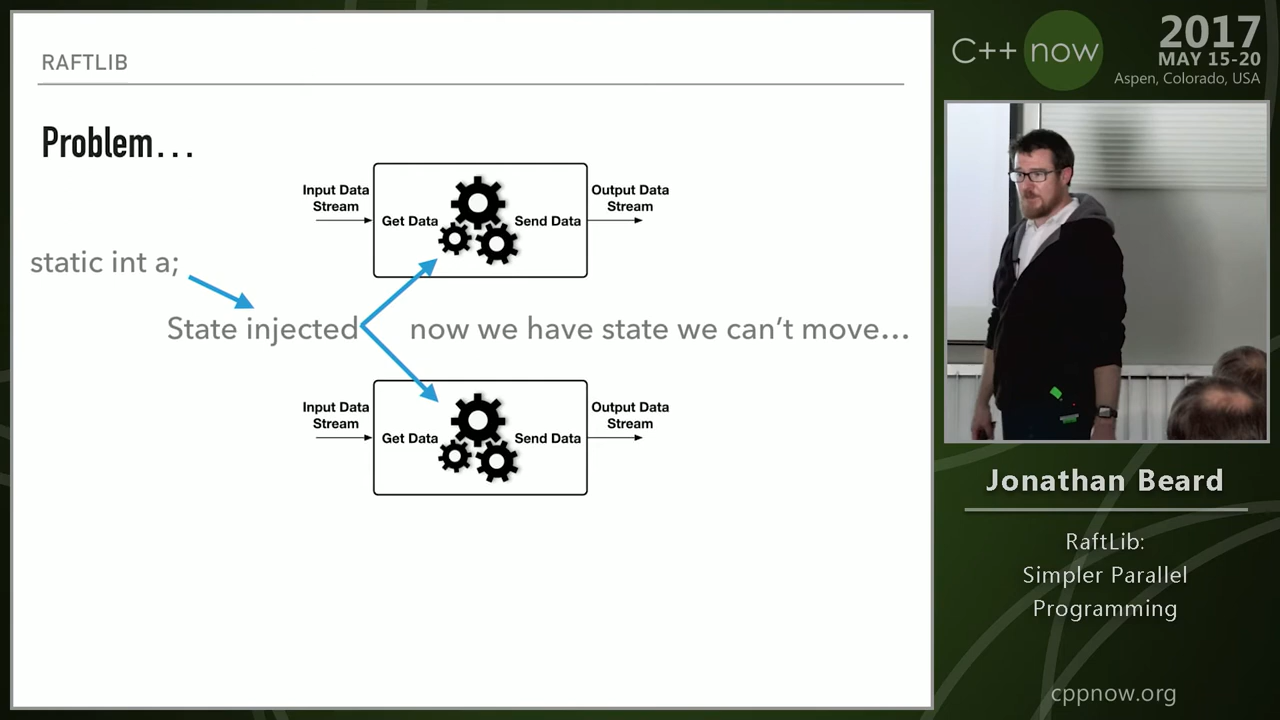 RAFTLIB
Problem...
Input Data
Stream
Get Data
Send Data
Output Data
Stream
static int a;
State injected
now we have state we can't move...
Input Data
Stream
Get Data
Send Data
Output Data
Stream
C++ now
2017
MAY 15-20
Aspen, Colorado, USA
Jonathan Beard
RaftLib:
Simpler Parallel
Programming
cppnow.org